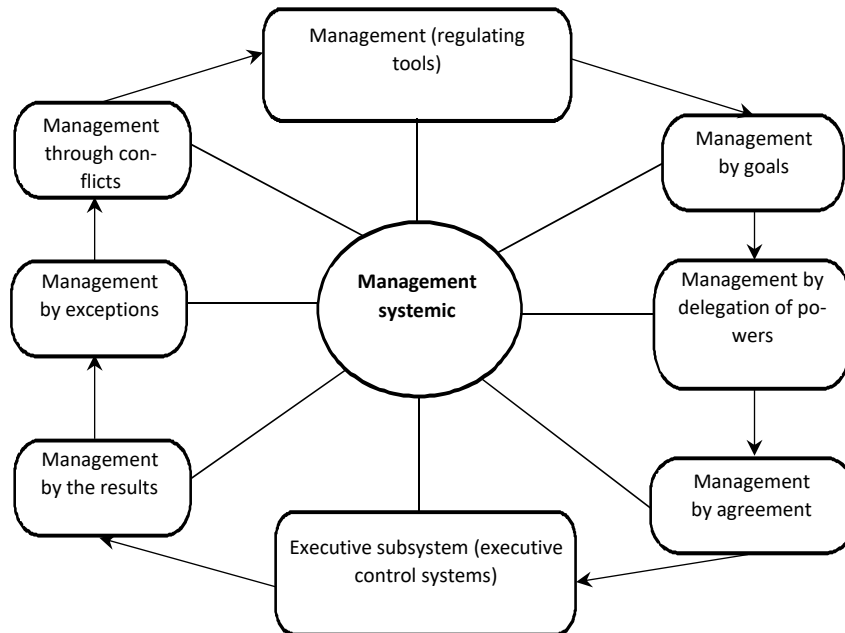 Management (regulating
tools)
Management
through con-
flicts
Management
by goals
Management
by exceptions
Management
systemic
Management by
delegation of po-
wers
Management
by the results
Management
by agreement
Executive subsystem (executive
control systems)